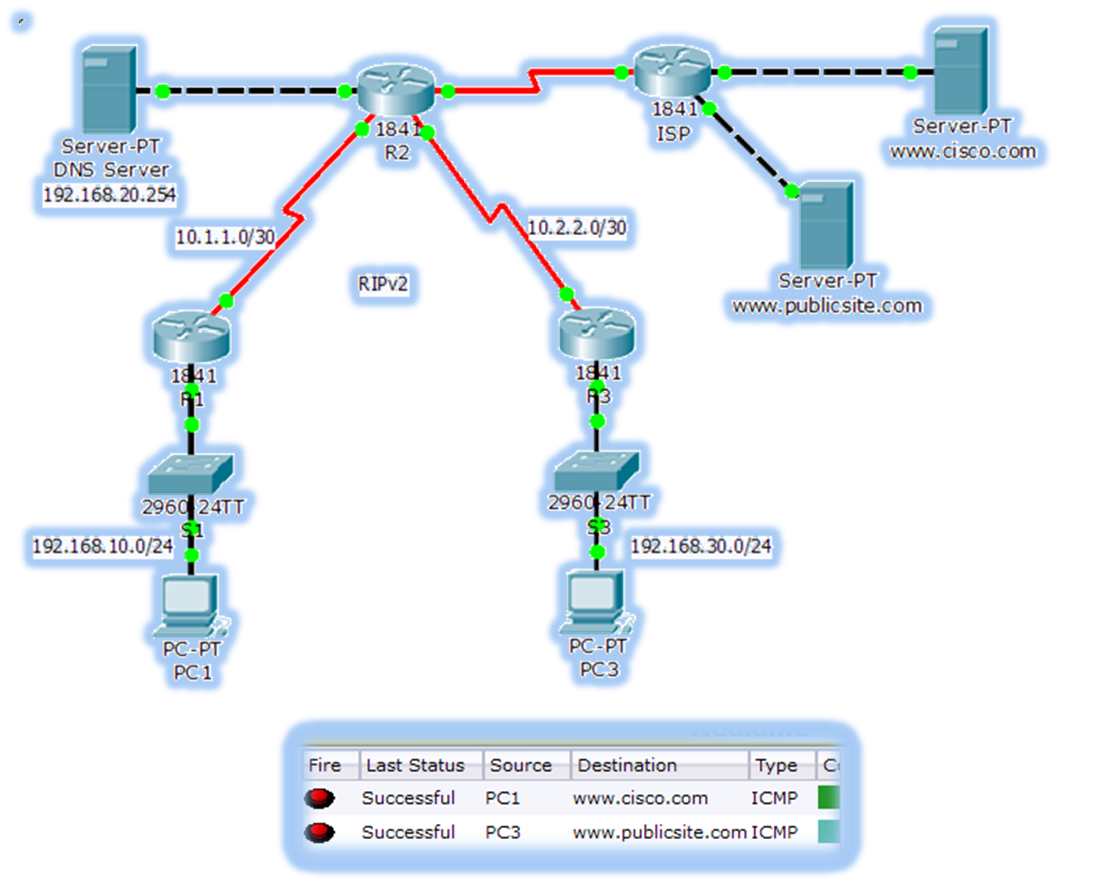 1841
R2
1841
ISP
Server-PT
DNS Server
192.168.20.254
Server-PT
www.cisco.com
10.1.1.0/30
10.2.2.0/30
RIPv2
Server-PT
www.publicsite.com
1841
R1
1841
R3
2960-24TT
S1
2960-24TT
S3
192.168.10.0/24
192.168.30.0/24
PC-PT
PC1
PC-PT
PC3
Fire Last Status Source Destination Type
Successful PC1 www.cisco.com ICMP
Successful PC3 www.publicsite.com ICMP